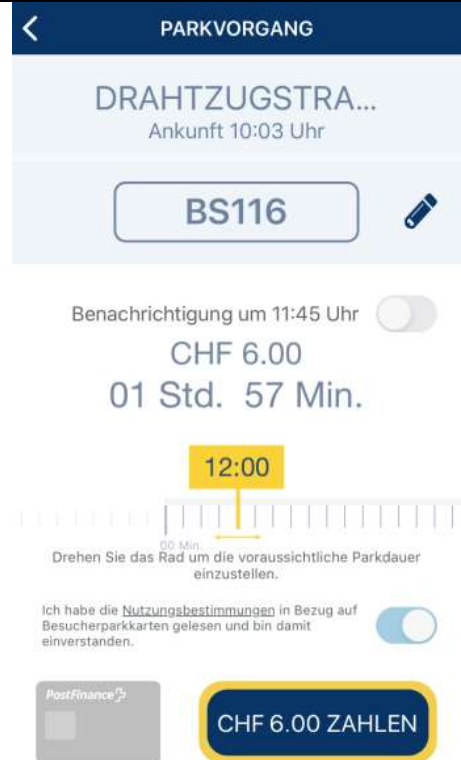 PARKVORGANG
DRAHTZUGSTRA...
Ankunft 10:03 Uhr
BS116
Benachrichtigung um 11:45 Uhr
CHF 6.00
01 Std. 57 Min.
12:00
00 Min.
Drehen Sie das Rad um die voraussichtliche Parkdauer
einzustellen.
Ich habe die Nutzungsbestimmungen in Bezug auf
Besucherparkkarten gelesen und bin damit
einverstanden.
PostFinance
CHF 6.00 ZAHLEN